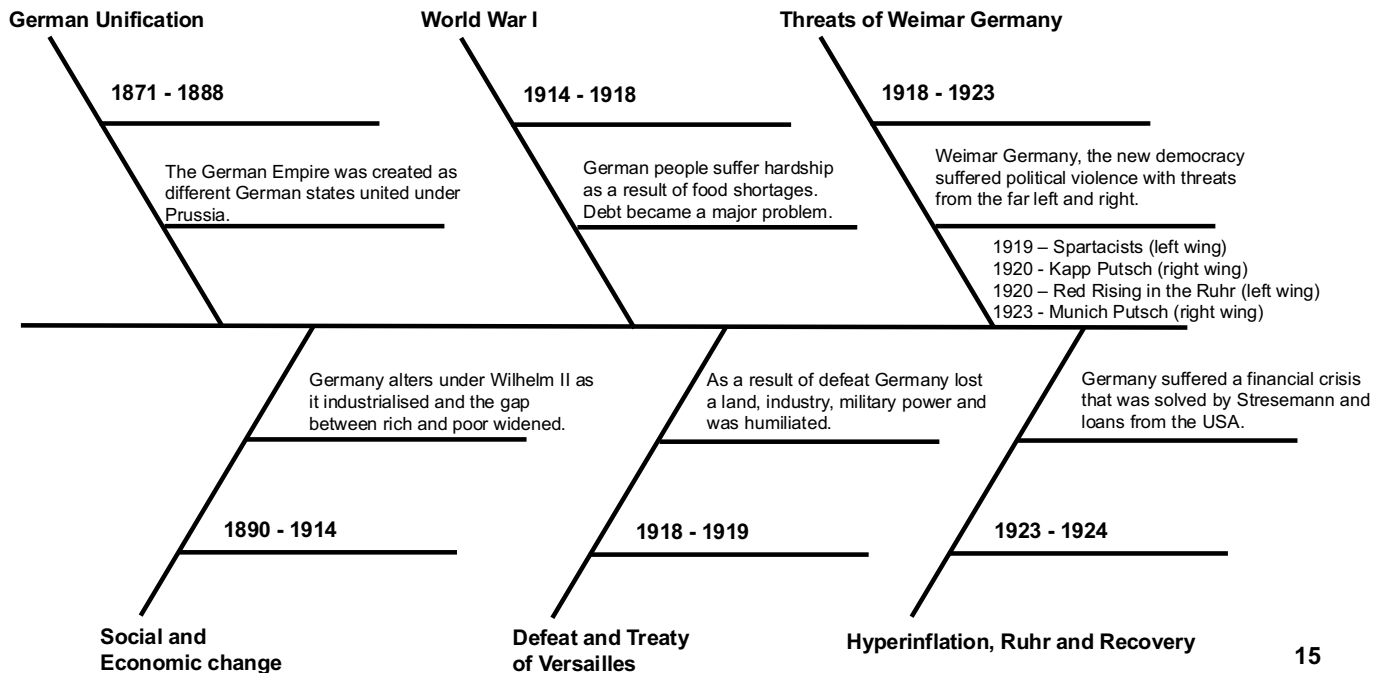 German Unification
1871 - 1888
The German Empire was created as
different German states united under
Prussia.
World War I
1914 - 1918
German people suffer hardship
as a result of food shortages.
Debt became a major problem.
Threats of Weimar Germany
1918 - 1923
Weimar Germany, the new democracy
suffered political violence with threats
from the far left and right.
1919 – Spartacists (left wing)
1920 - Kapp Putsch (right wing)
1920 – Red Rising in the Ruhr (left wing)
1923 - Munich Putsch (right wing)
Germany alters under Wilhelm II as
it industrialised and the gap
between rich and poor widened.
1890 - 1914
Social and
Economic change
As a result of defeat Germany lost
a land, industry, military power and
was humiliated.
1918 - 1919
Defeat and Treaty
of Versailles
Germany suffered a financial crisis
that was solved by Stresemann and
loans from the USA.
1923 - 1924
Hyperinflation, Ruhr and Recovery
15